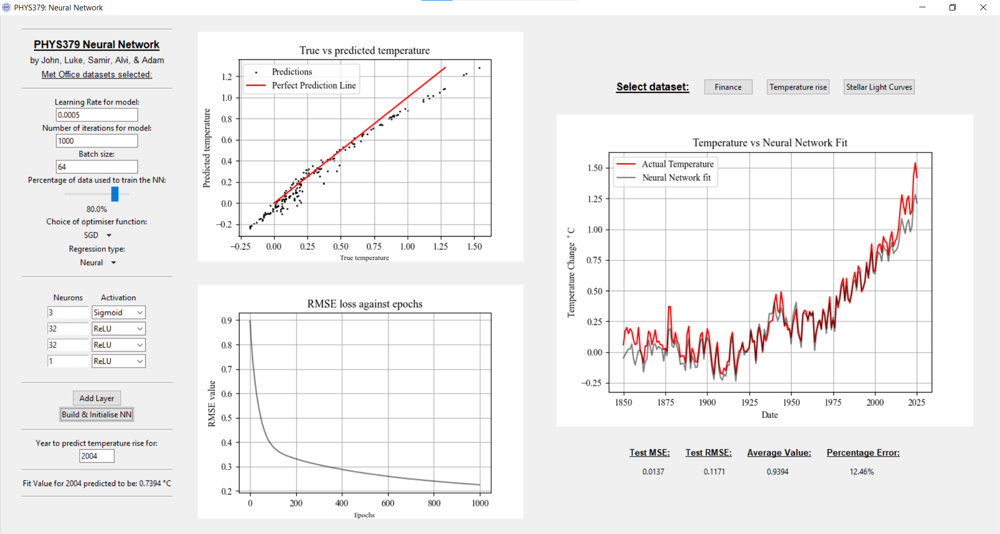 PHYS379: Neural Network
PHYS379 Neural Network
by John, Luke, Samir, Alvi, & Adam
Met Office datasets selected:
Learning Rate for model:
0.0005
Number of iterations for model:
1000
Batch size:
64
Percentage of data used to train the NN:
80.0%
Choice of optimiser function:
SGD
Regression type:
Neural
Neurons Activation
3 Sigmoid
32 ReLU
32 ReLU
1 ReLU
Add Layer
Build & Initialise NN
Year to predict temperature rise for:
2004
Fit Value for 2004 predicted to be: 0.7394 °C
True vs predicted temperature
Predictions
Perfect Prediction Line
Predicted temperature
1.2
1.0
0.8
0.6
0.4
0.2
0.0
−0.2
−0.25 0.00 0.25 0.50 0.75 1.00 1.25 1.50
True temperature
RMSE loss against epochs
RMSE value
0.9
0.8
0.7
0.6
0.5
0.4
0.3
0.2
0 200 400 600 800 1000
Epochs
Select dataset: Finance Temperature rise Stellar Light Curves
Temperature vs Neural Network Fit
Actual Temperature
Neural Network fit
Temperature Change °C
1.50
1.25
1.00
0.75
0.50
0.25
0.00
−0.25
1850 1875 1900 1925 1950 1975 2000 2025
Date
Test MSE: Test RMSE: Average Value: Percentage Error:
0.0137 0.1171 0.9394 12.46%